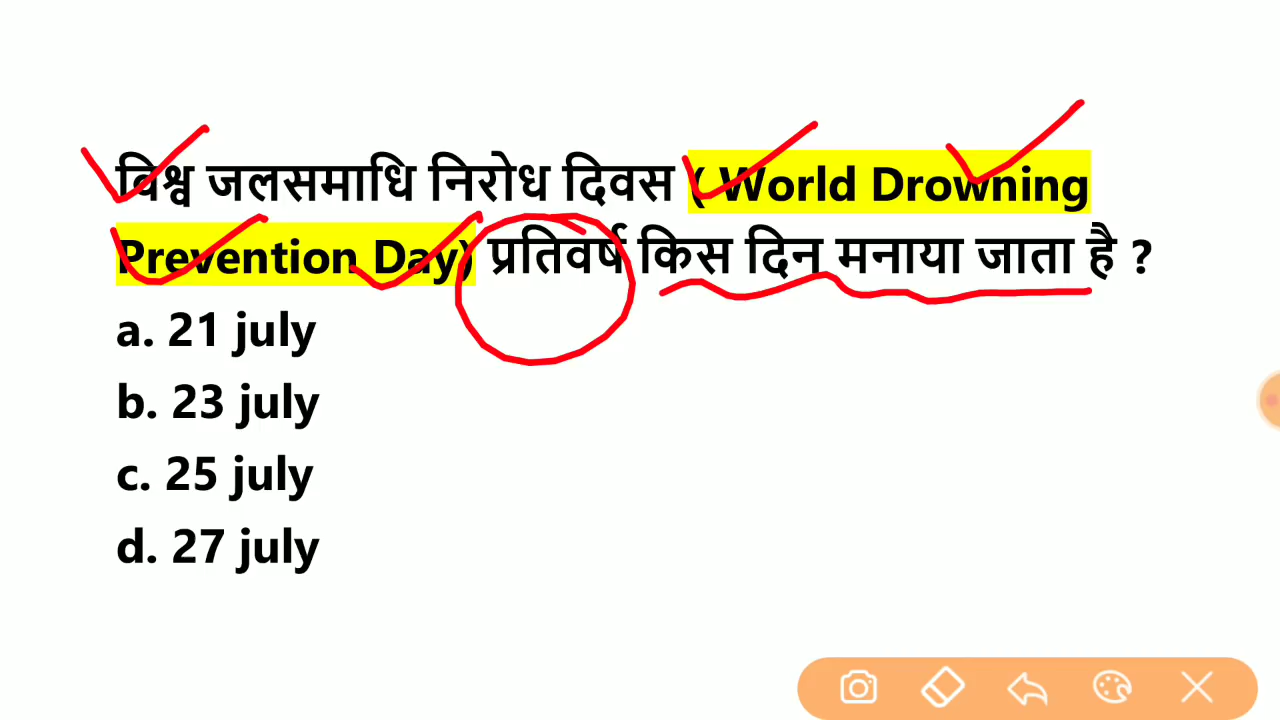 विश्व जलसमाधि निरोध दिवस ( World Drowning
Prevention Day) प्रतिवर्ष किस दिन मनाया जाता है ?
a. 21 july
b. 23 july
c. 25 july
d. 27 july